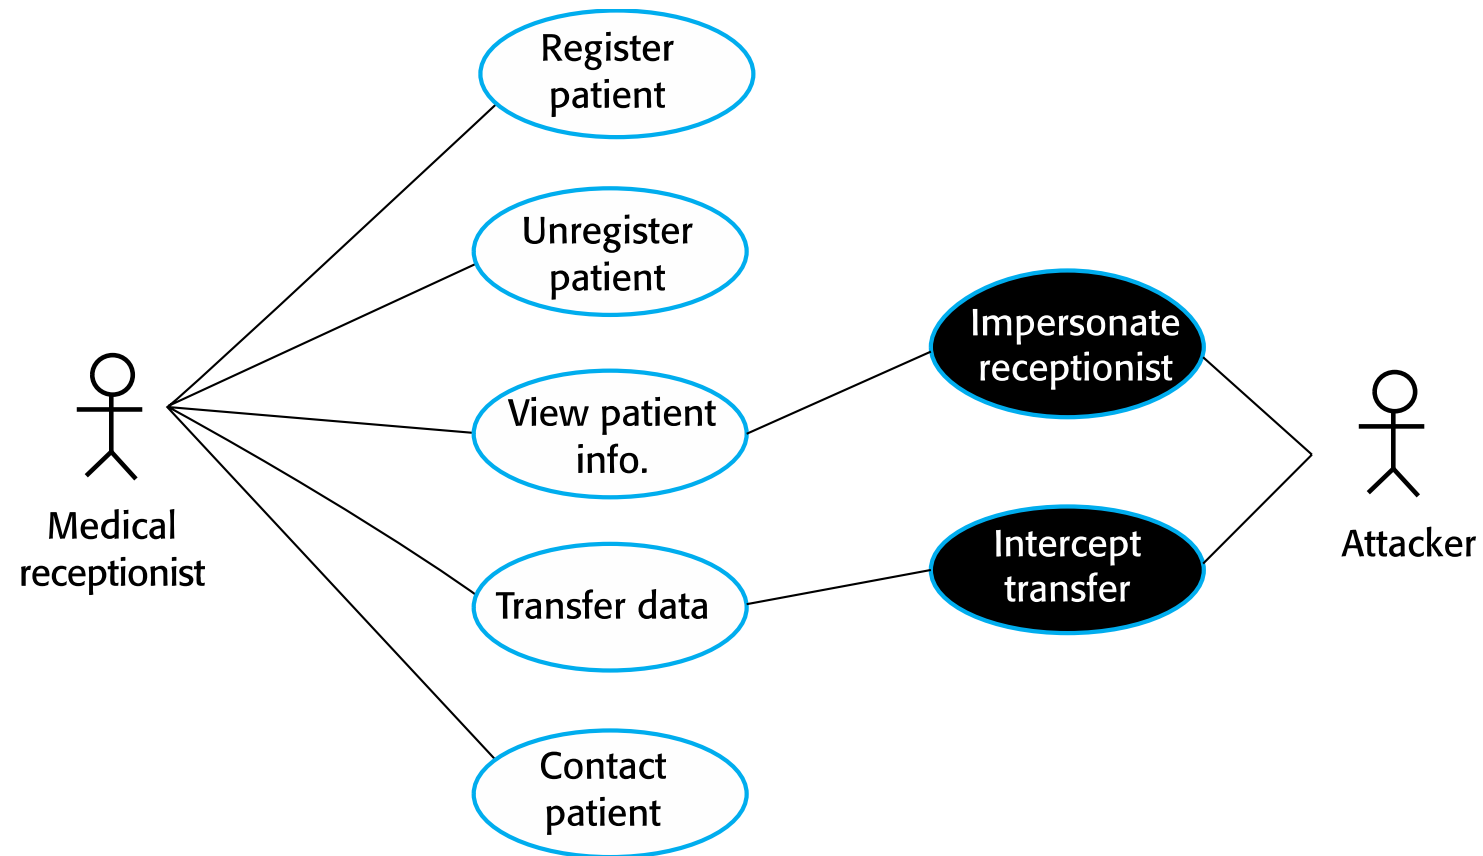 Register
patient
Unregister
patient
Impersonate
receptionist
View patient
info.
Medical
receptionist
Intercept
transfer
Attacker
Transfer data
Contact
patient